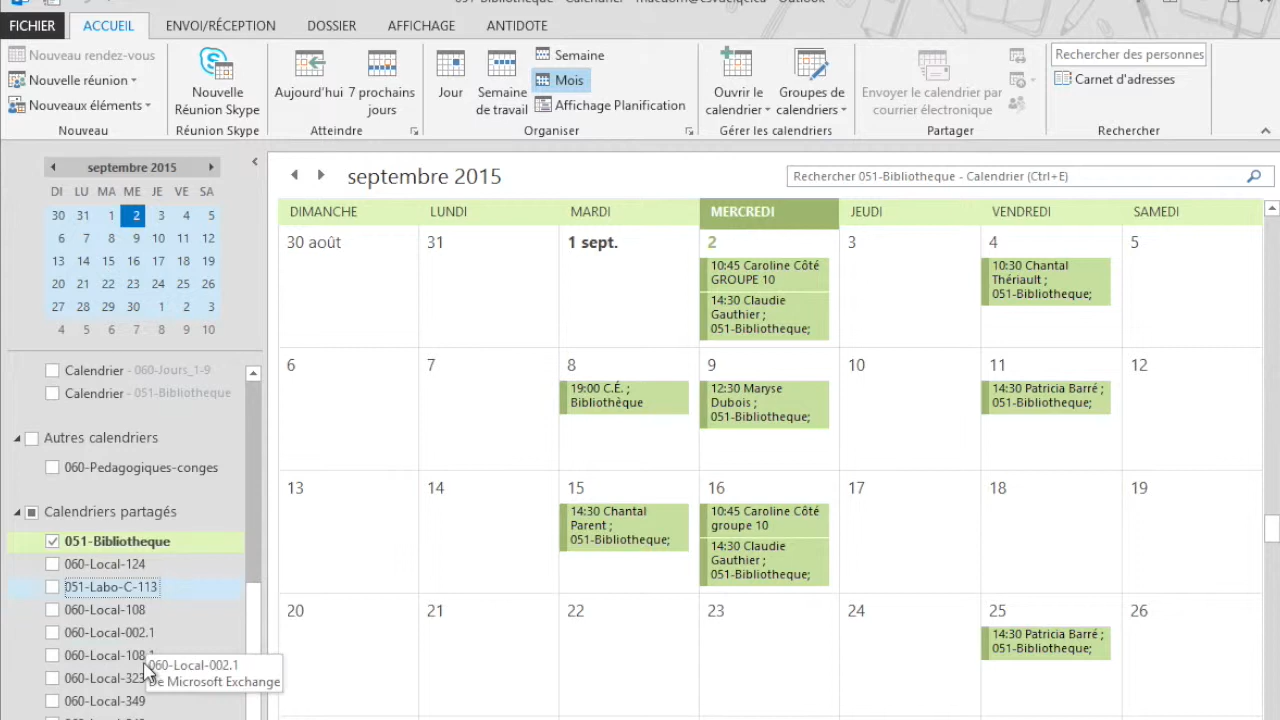 FICHIER ACCUEIL ENVOI/RÉCEPTION DOSSIER AFFICHAGE ANTIDOTE
Nouveau rendez-vous
Nouvelle réunion
Nouveaux éléments
Nouveau
Nouvelle
Réunion Skype
Réunion Skype
Aujourd'hui
7 prochains
jours
Atteindre
Jour
Semaine
de travail
Semaine
Mois
Affichage Planification
Organiser
Ouvrir le
calendrier
Groupes de
calendriers
Gérer les calendriers
Envoyer le calendrier par
courrier électronique
Partager
Rechercher des personnes
Carnet d'adresses
Rechercher
septembre 2015
DI LU MA ME JE VE SA
30 31 1 2 3 4 5
6 7 8 9 10 11 12
13 14 15 16 17 18 19
20 21 22 23 24 25 26
27 28 29 30 1 2 3
4 5 6 7 8 9 10
Calendrier - 060-Jours_1-9
Calendrier - 051-Bibliotheque
Autres calendriers
060-Pedagogiques-conges
Calendriers partagés
051-Bibliotheque
060-Local-124
051-Labo-C-113
060-Local-108
060-Local-002.1
060-Local-108.1
060-Local-323
060-Local-349
060-Local-002.1
De Microsoft Exchange
septembre 2015
Rechercher 051-Bibliotheque - Calendrier (Ctrl+E)
DIMANCHE LUNDI MARDI MERCREDI JEUDI VENDREDI SAMEDI
30 août 31 1 sept. 2 3 4 5
10:45 Caroline Côté
GROUPE 10
14:30 Claudie
Gauthier ;
051-Bibliotheque;
10:30 Chantal
Thériault ;
051-Bibliotheque;
6 7 8 9 10 11 12
19:00 C.É. ;
Bibliothèque
12:30 Maryse
Dubois ;
051-Bibliotheque;
14:30 Patricia Barré ;
051-Bibliotheque;
13 14 15 16 17 18 19
14:30 Chantal
Parent ;
051-Bibliotheque;
10:45 Caroline Côté
groupe 10
14:30 Claudie
Gauthier ;
051-Bibliotheque;
20 21 22 23 24 25 26
14:30 Patricia Barré ;
051-Bibliotheque;